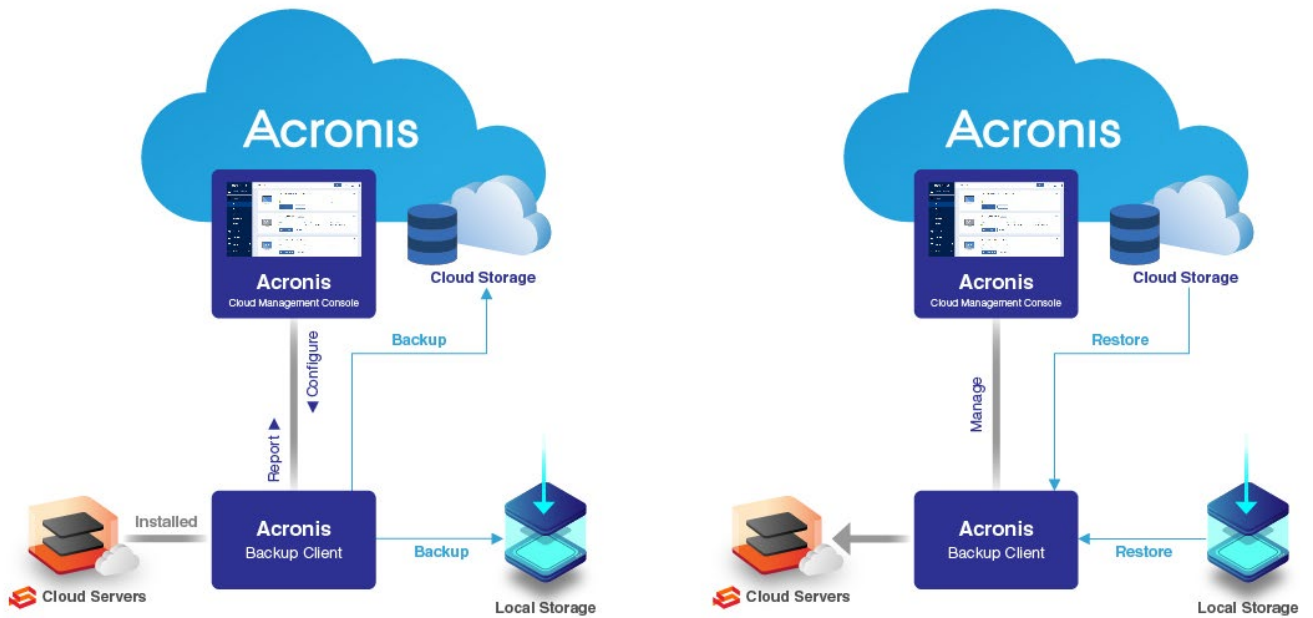 Acronis
Cloud Storage
Acronis
Cloud Management Console
Backup
◀ Configure
Report ▶
Installed
Acronis
Backup Client
Backup
Cloud Servers
Local Storage
Acronis
Cloud Storage
Acronis
Cloud Management Console
Restore
Manage
Acronis
Backup Client
Restore
Cloud Servers
Local Storage